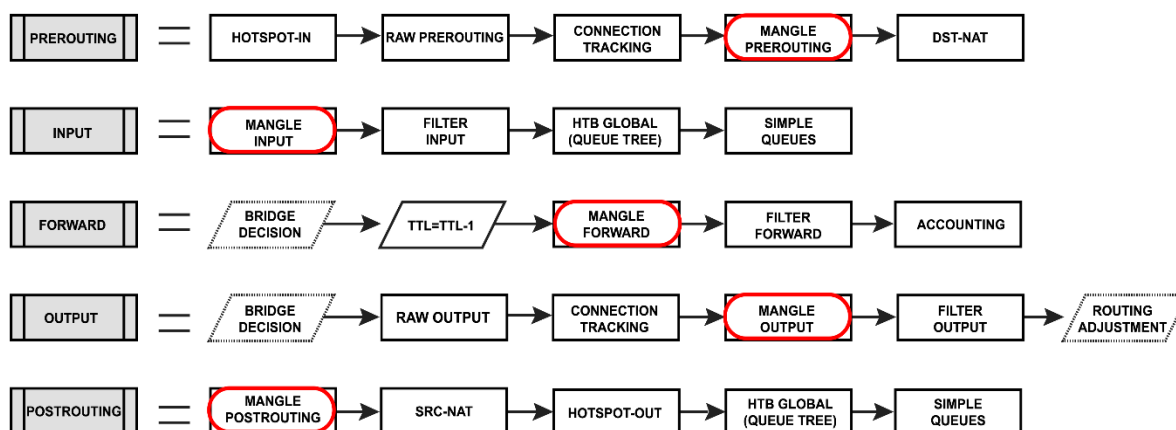 PREROUTING
HOTSPOT-IN
RAW PREROUTING
CONNECTION
TRACKING
MANGLE
PREROUTING
DST-NAT
INPUT
MANGLE
INPUT
FILTER
INPUT
HTB GLOBAL
(QUEUE TREE)
SIMPLE
QUEUES
FORWARD
BRIDGE
DECISION
TTL=TTL-1
MANGLE
FORWARD
FILTER
FORWARD
ACCOUNTING
OUTPUT
BRIDGE
DECISION
RAW OUTPUT
CONNECTION
TRACKING
MANGLE
OUTPUT
FILTER
OUTPUT
ROUTING
ADJUSTMENT
POSTROUTING
MANGLE
POSTROUTING
SRC-NAT
HOTSPOT-OUT
HTB GLOBAL
(QUEUE TREE)
SIMPLE
QUEUES